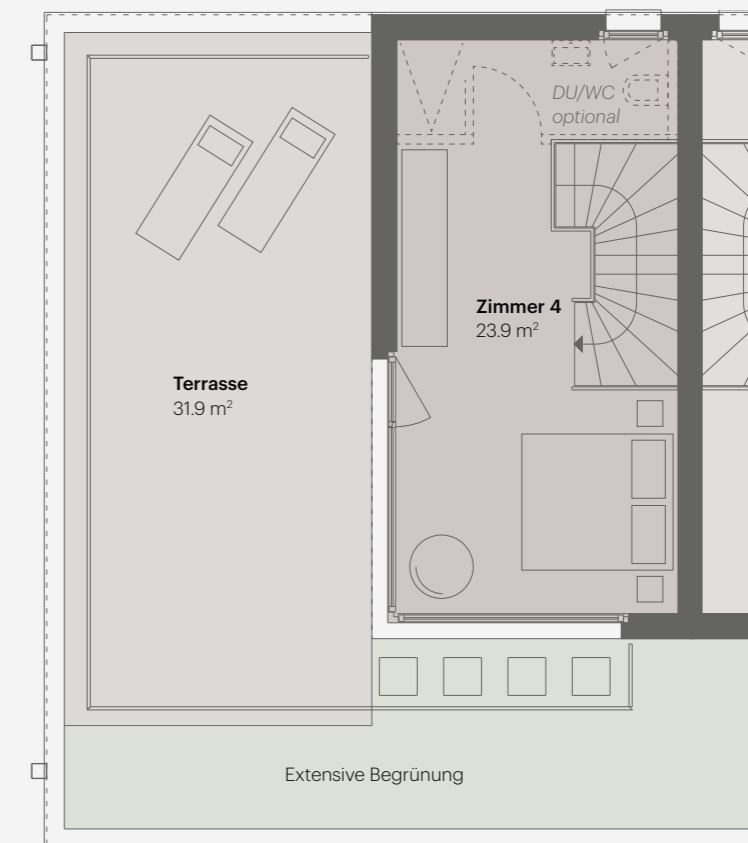 DU/WC
optional
Zimmer 4
23.9 m²
Terrasse
31.9 m²
Extensive Begrünung